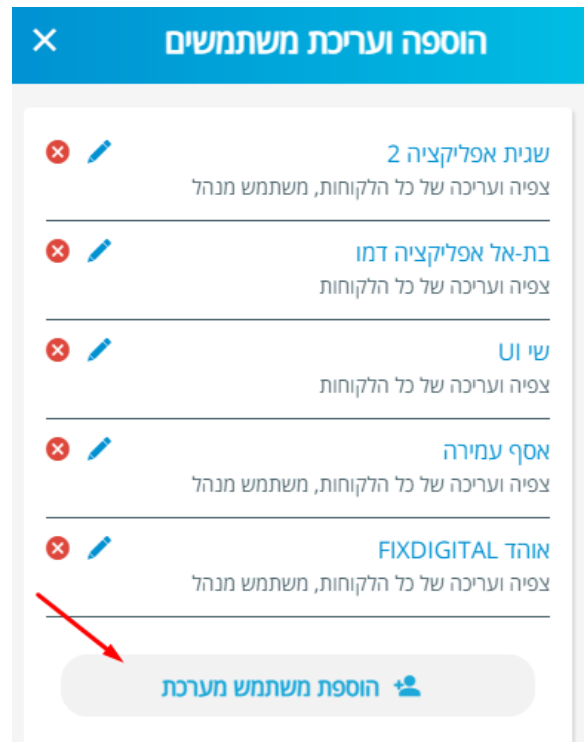 הוספה ועריכת משתמשים
שגית אפליקציה 2
צפיה ועריכה של כל הלקוחות, משתמש מנהל
בת-אל אפליקציה דמו
צפיה ועריכה של כל הלקוחות
שי UI
צפיה ועריכה של כל הלקוחות
אסף עמירה
צפיה ועריכה של כל הלקוחות, משתמש מנהל
אוהד FIXDIGITAL
צפיה ועריכה של כל הלקוחות, משתמש מנהל
הוספת משתמש מערכת